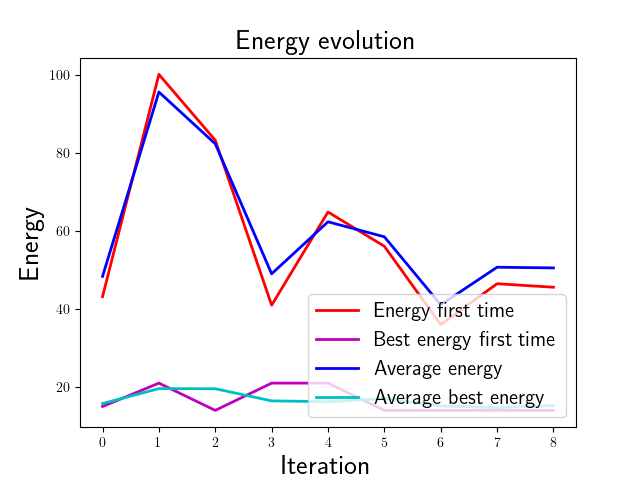 Energy evolution
Energy
100
80
60
40
20
Energy first time
Best energy first time
Average energy
Average best energy
0 1 2 3 4 5 6 7 8
Iteration